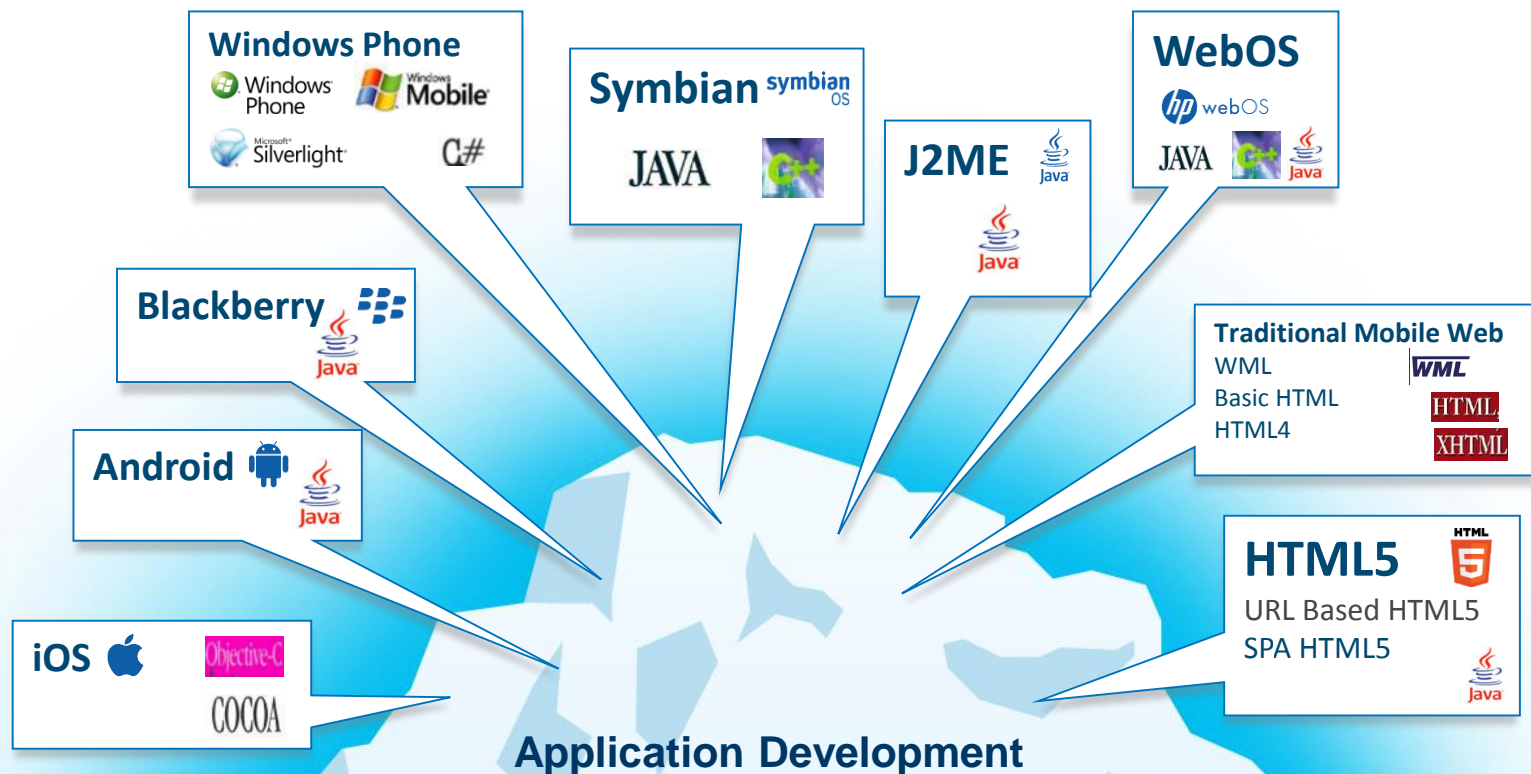 Windows Phone
Windows
Phone
Windows
Mobile
Microsoft
Silverlight
C#
Symbian
symbian
OS
JAVA
C++
J2ME
Java
Java
WebOS
hp webOS
JAVA
C++
Java
Blackberry
Java
Android
Java
iOS
Objective-C
COCOA
Traditional Mobile Web
WML
WML
Basic HTML
HTML
HTML4
XHTML
HTML5
HTML
5
URL Based HTML5
SPA HTML5
Java
Application Development